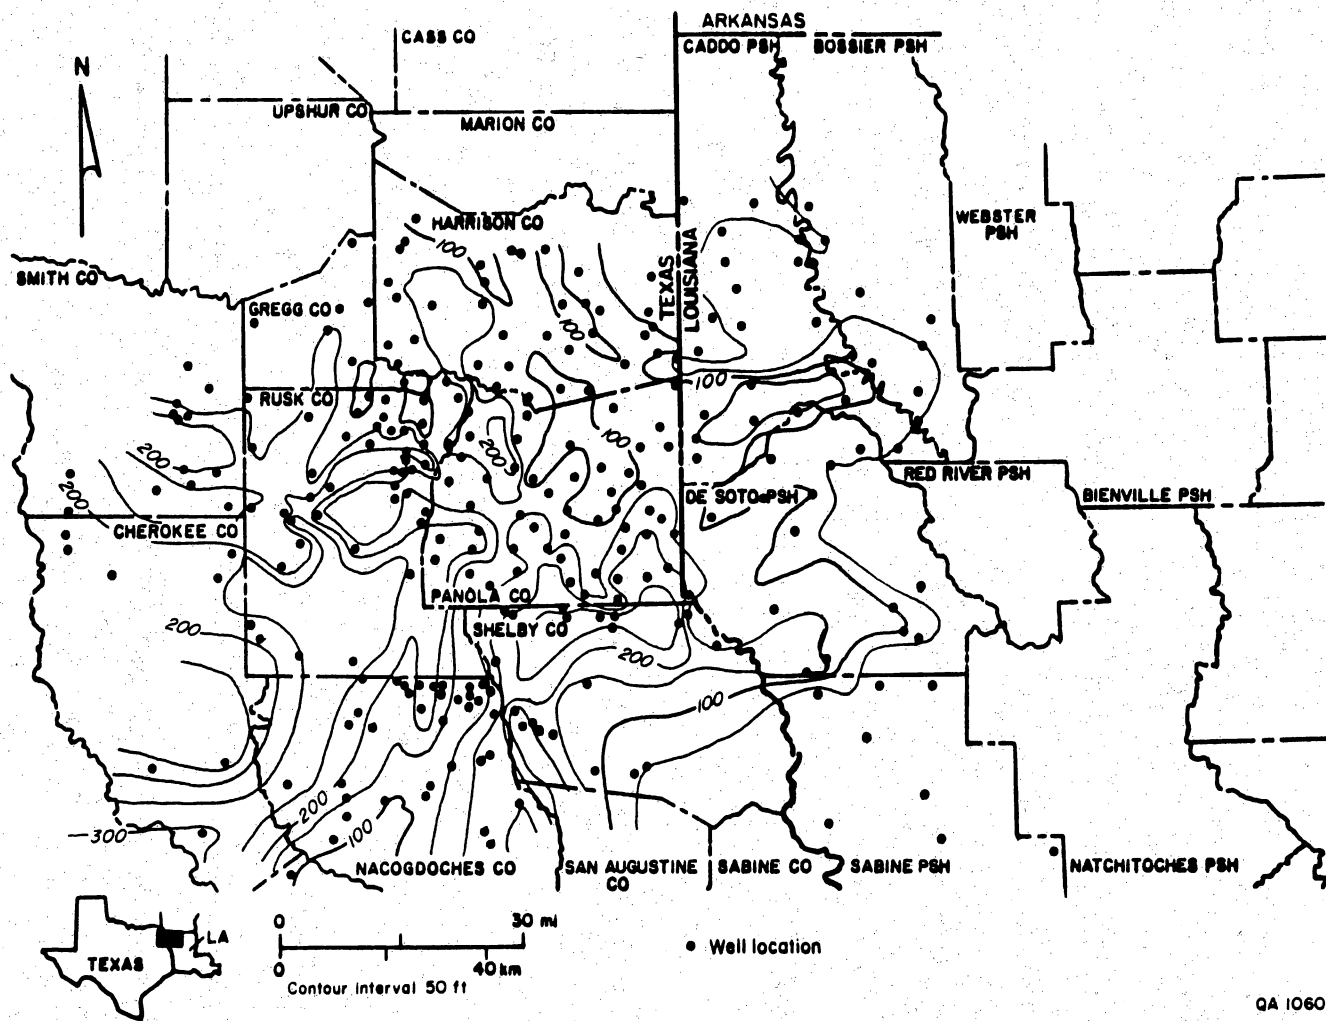 ARKANSAS
CASS CO
CADDO PSH
BOSSIER PSH
N
UPSHUR CO
MARION CO
HARRISON CO
WEBSTER
PSH
100
TEXAS
LOUISIANA
SMITH CO
GREGG CO
100
100
RUSK CO
100
200
200
200
DE SOTO PSH
RED RIVER PSH
BIENVILLE PSH
CHEROKEE CO
PANOLA CO
SHELBY CO
200
200
100
200
100
300
NACOGDOCHES CO
SAN AUGUSTINE
CO
SABINE CO
SABINE PSH
NATCHITOCHES PSH
TEXAS
LA
0 30 mi
0 40 km
Contour interval 50 ft
Well location
QA 1060